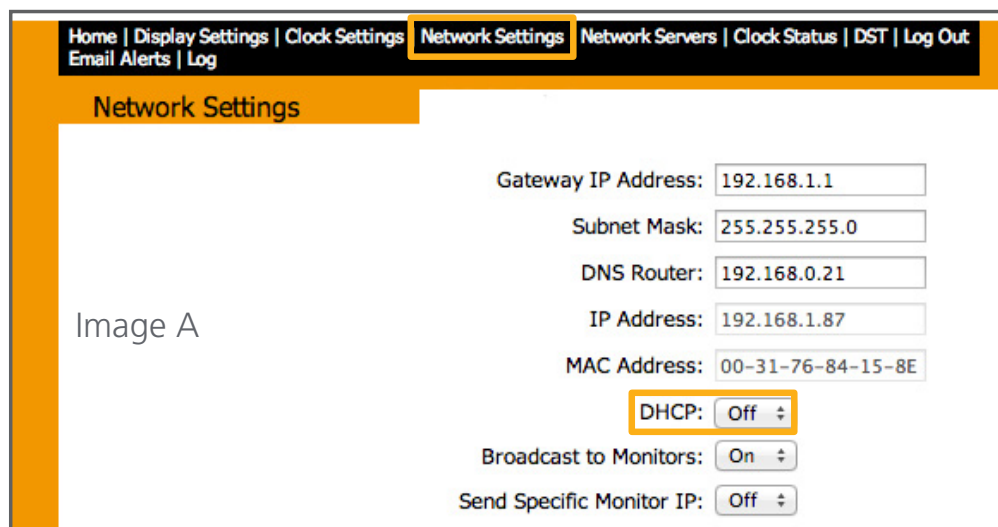 Home | Display Settings | Clock Settings | Network Settings | Network Servers | Clock Status | DST | Log Out
Email Alerts | Log
Network Settings
Gateway IP Address: 192.168.1.1
Subnet Mask: 255.255.255.0
DNS Router: 192.168.0.21
Image A
IP Address: 192.168.1.87
MAC Address: 00-31-76-84-15-8E
DHCP: Off
Broadcast to Monitors: On
Send Specific Monitor IP: Off